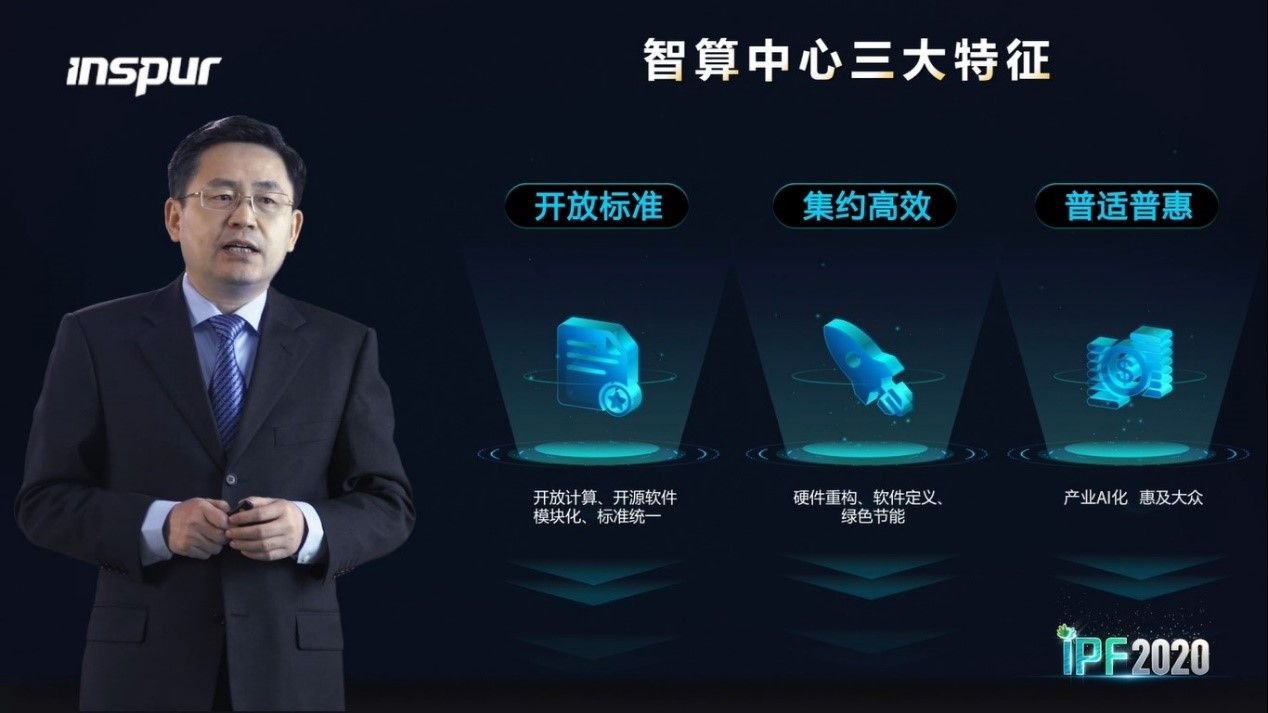 inspur
智算中心三大特征
开放标准
集约高效
普适普惠
开放计算、开源软件
模块化、标准统一
硬件重构、软件定义、
绿色节能
产业AI化 惠及大众
IPF2020